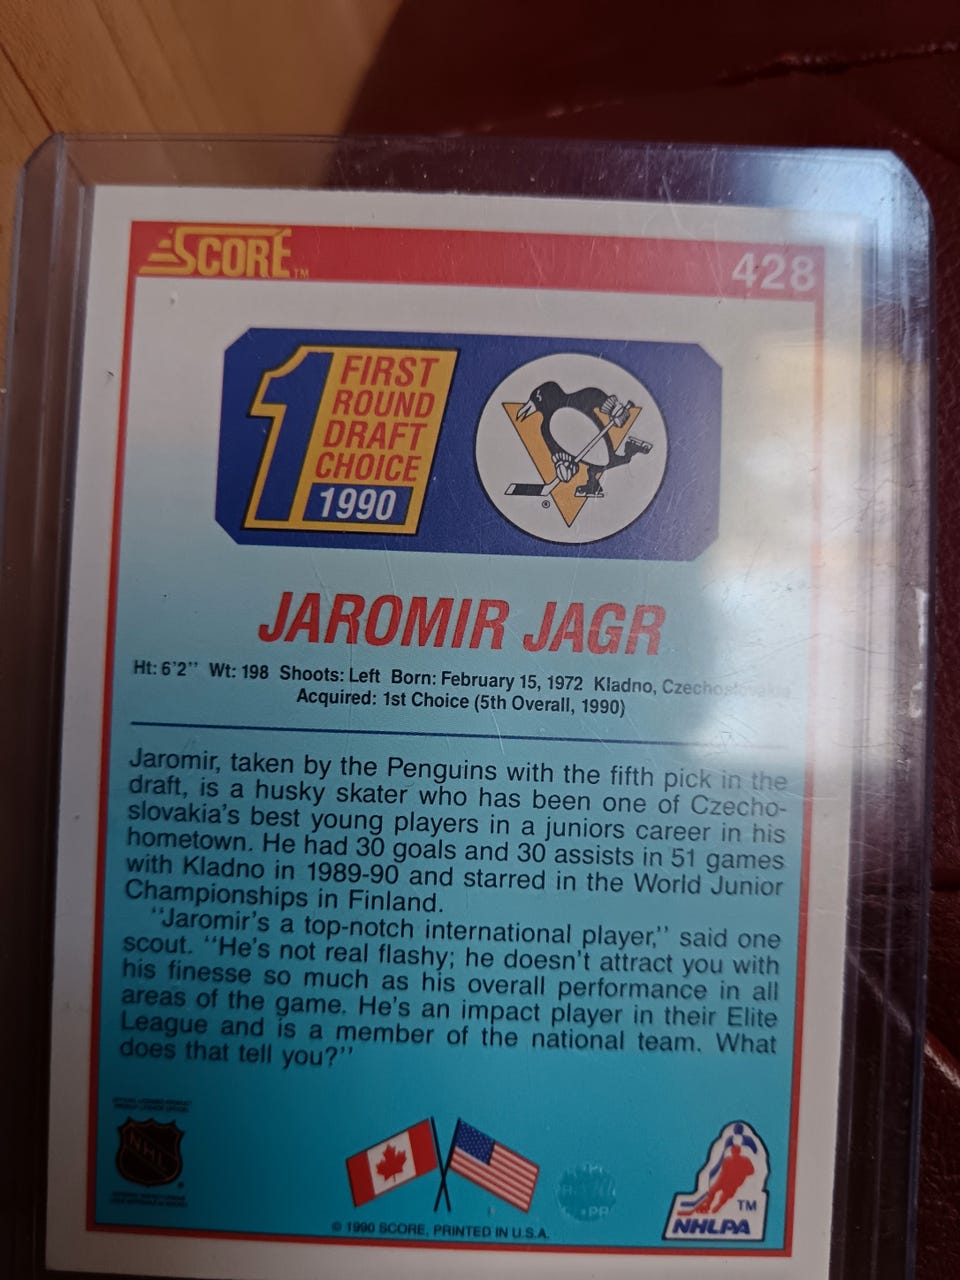 SCORE™
428
1 FIRST
ROUND
DRAFT
CHOICE
1990
®
JAROMIR JAGR
Ht: 6'2" Wt: 198 Shoots: Left Born: February 15, 1972 Kladno, Czechoslovakia
Acquired: 1st Choice (5th Overall, 1990)
Jaromir, taken by the Penguins with the fifth pick in the
draft, is a husky skater who has been one of Czecho-
slovakia's best young players in a juniors career in his
hometown. He had 30 goals and 30 assists in 51 games
with Kladno in 1989-90 and starred in the World Junior
Championships in Finland.
"Jaromir's a top-notch international player," said one
scout. "He's not real flashy; he doesn't attract you with
his finesse so much as his overall performance in all
areas of the game. He's an impact player in their Elite
League and is a member of the national team. What
does that tell you?"
NHL
TM
NHLPA
© 1990 SCORE, PRINTED IN U.S.A.